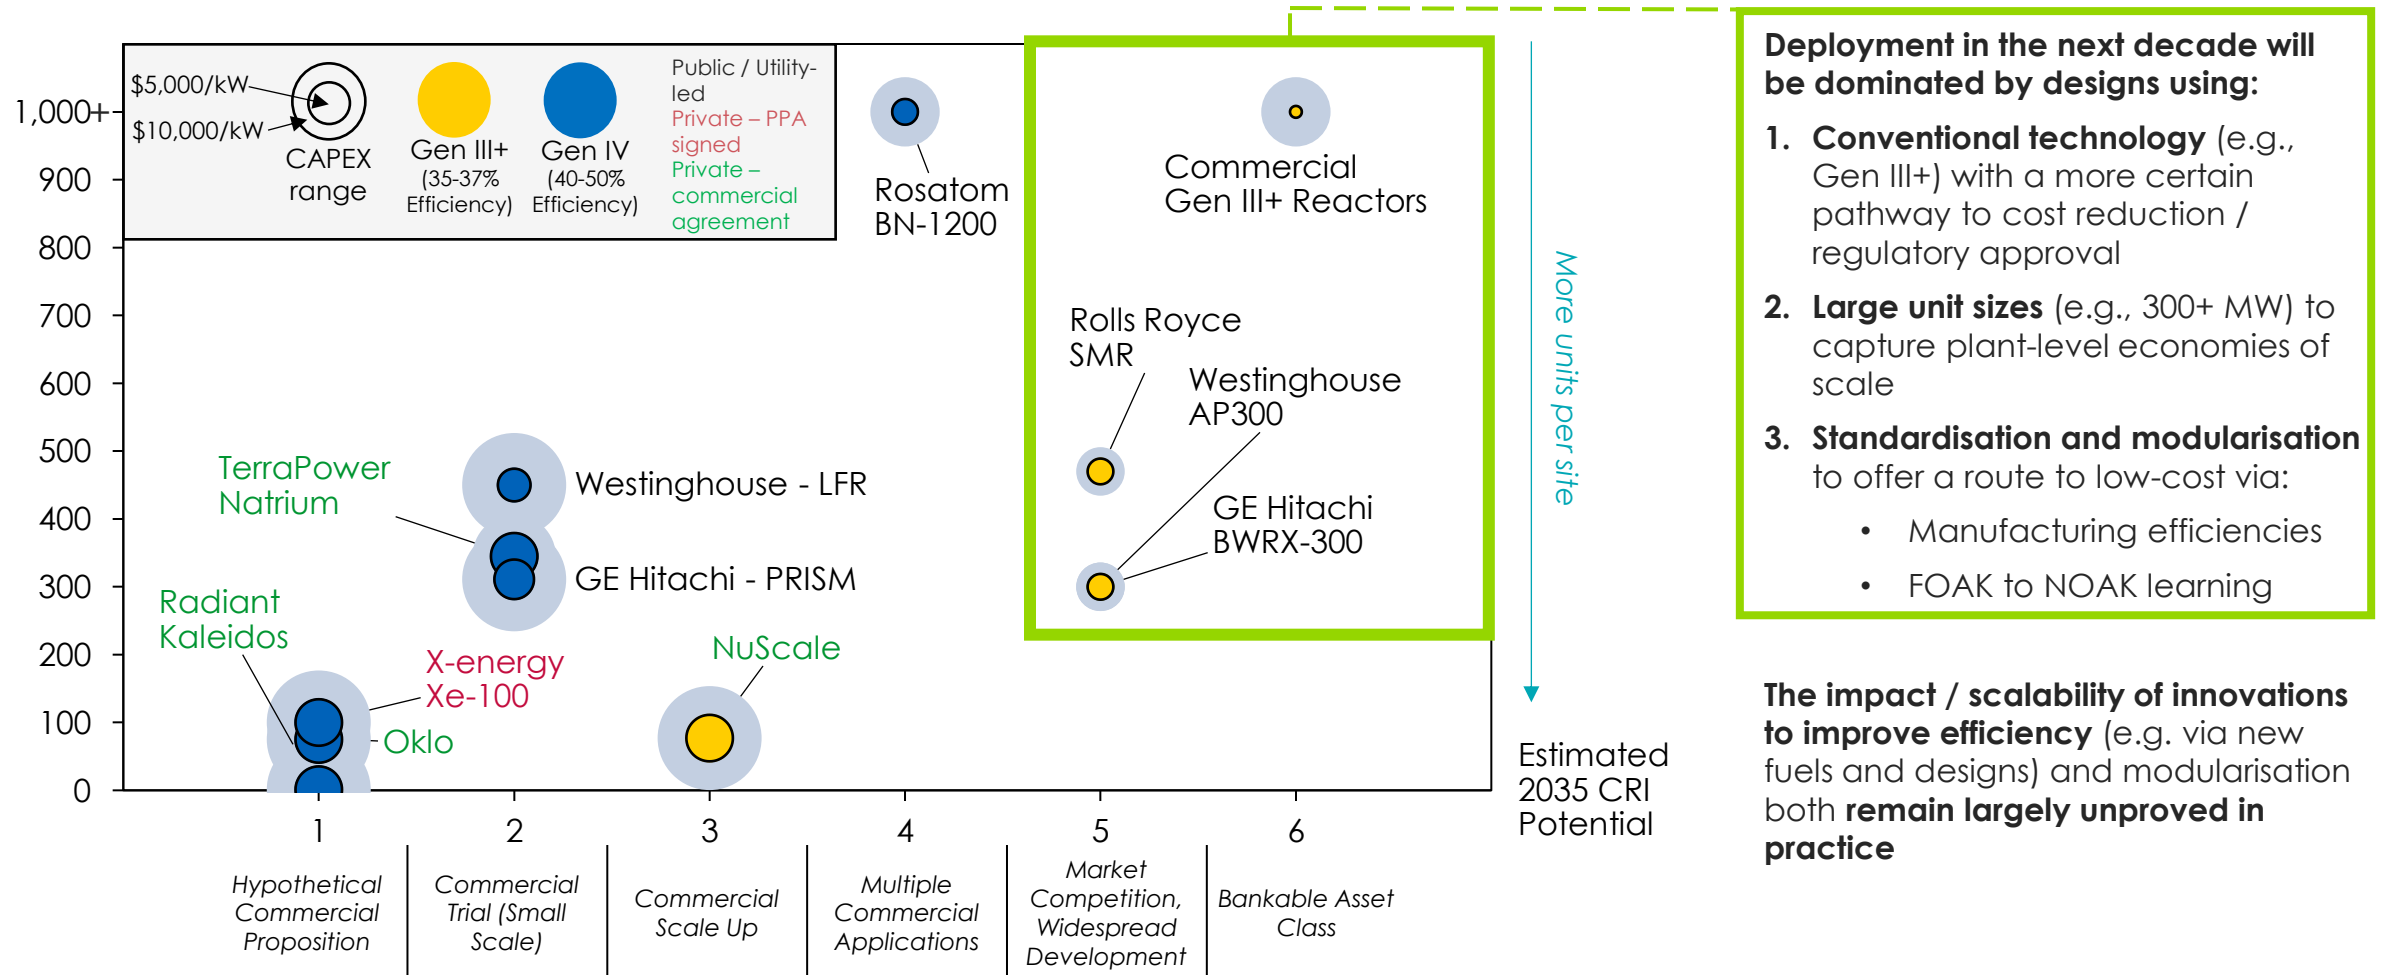 $5,000/kW
$10,000/kW
CAPEX
range
Gen III+
(35-37%
Efficiency)
Gen IV
(40-50%
Efficiency)
Public / Utility-
led
Private – PPA
signed
Private –
commercial
agreement
1,000+
900
800
700
600
500
400
300
200
100
0
Rosatom
BN-1200
Commercial
Gen III+ Reactors
Rolls Royce
SMR
Westinghouse
AP300
GE Hitachi
BWRX-300
TerraPower
Natrium
Westinghouse - LFR
GE Hitachi - PRISM
Radiant
Kaleidos
X-energy
Xe-100
Oklo
NuScale
More units per site
Estimated
2035 CRI
Potential
1
2
3
4
5
6
Hypothetical
Commercial
Proposition
Commercial
Trial (Small
Scale)
Commercial
Scale Up
Multiple
Commercial
Applications
Market
Competition,
Widespread
Development
Bankable Asset
Class
Deployment in the next decade will
be dominated by designs using:
1. Conventional technology (e.g.,
Gen III+) with a more certain
pathway to cost reduction /
regulatory approval
2. Large unit sizes (e.g., 300+ MW) to
capture plant-level economies of
scale
3. Standardisation and modularisation
to offer a route to low-cost via:
• Manufacturing efficiencies
• FOAK to NOAK learning
The impact / scalability of innovations
to improve efficiency (e.g. via new
fuels and designs) and modularisation
both remain largely unproved in
practice